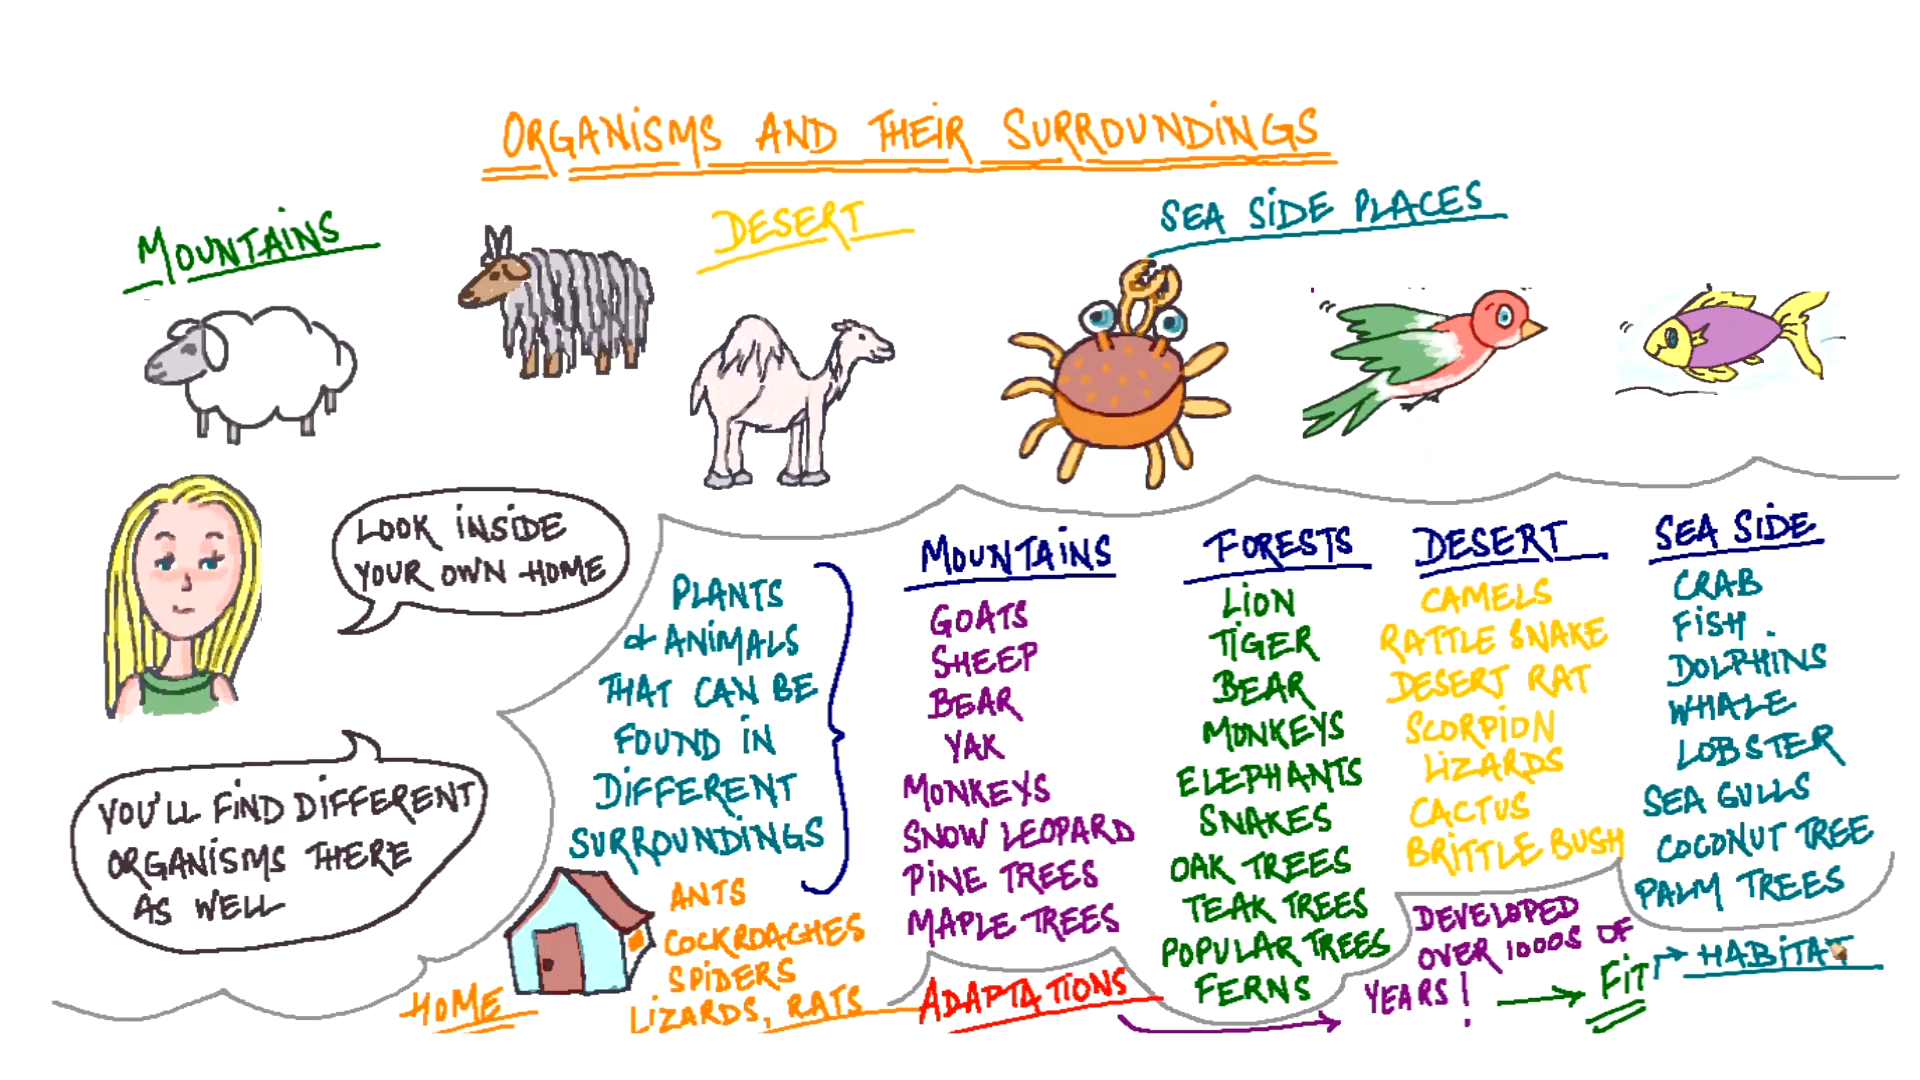 ORGANISMS AND THEIR SURROUNDINGS
MOUNTAINS
DESERT
SEA SIDE PLACES
LOOK INSIDE
YOUR OWN HOME
YOU'LL FIND DIFFERENT
ORGANISMS THERE
AS WELL
PLANTS
& ANIMALS
THAT CAN BE
FOUND IN
DIFFERENT
SURROUNDINGS
MOUNTAINS
GOATS
SHEEP
BEAR
YAK
MONKEYS
SNOW LEOPARD
PINE TREES
MAPLE TREES
FORESTS
LION
TIGER
BEAR
MONKEYS
ELEPHANTS
SNAKES
OAK TREES
TEAK TREES
POPULAR TREES
FERNS
DESERT
CAMELS
RATTLE SNAKE
DESERT RAT
SCORPION
LIZARDS
CACTUS
BRITTLE BUSH
SEA SIDE
CRAB
FISH
DOLPHINS
WHALE
LOBSTER
SEA GULLS
COCONUT TREE
PALM TREES
HOME
ANTS
COCKROACHES
SPIDERS
LIZARDS, RATS
ADAPTATIONS
DEVELOPED
OVER 1000S OF
YEARS!
FIT
HABITAT